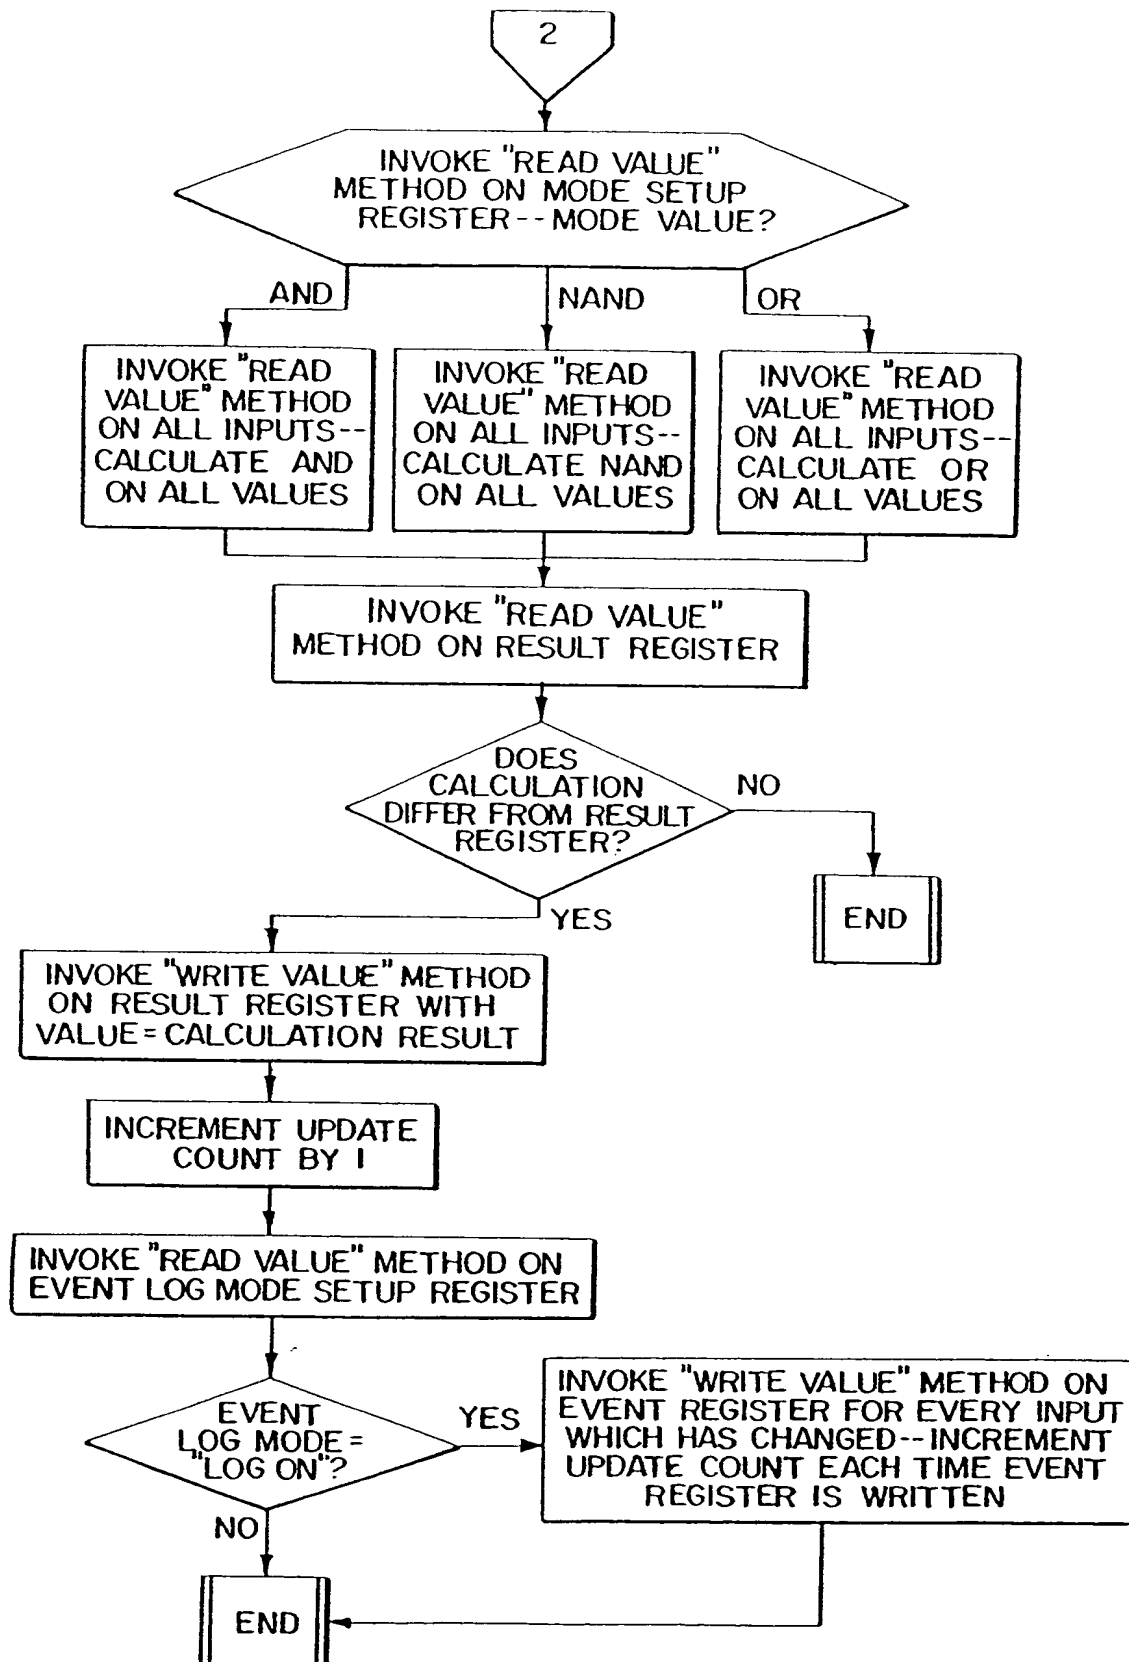 2
INVOKE "READ VALUE"
METHOD ON MODE SETUP
REGISTER--MODE VALUE?
AND
NAND
OR
INVOKE "READ
VALUE" METHOD
ON ALL INPUTS--
CALCULATE AND
ON ALL VALUES
INVOKE "READ
VALUE" METHOD
ON ALL INPUTS--
CALCULATE NAND
ON ALL VALUES
INVOKE "READ
VALUE" METHOD
ON ALL INPUTS--
CALCULATE OR
ON ALL VALUES
INVOKE "READ VALUE"
METHOD ON RESULT REGISTER
DOES
CALCULATION
DIFFER FROM RESULT
REGISTER?
NO
END
YES
INVOKE "WRITE VALUE" METHOD
ON RESULT REGISTER WITH
VALUE=CALCULATION RESULT
INCREMENT UPDATE
COUNT BY 1
INVOKE "READ VALUE" METHOD ON
EVENT LOG MODE SETUP REGISTER
EVENT
LOG MODE=
"LOG ON"?
YES
INVOKE "WRITE VALUE" METHOD ON
EVENT REGISTER FOR EVERY INPUT
WHICH HAS CHANGED--INCREMENT
UPDATE COUNT EACH TIME EVENT
REGISTER IS WRITTEN
NO
END